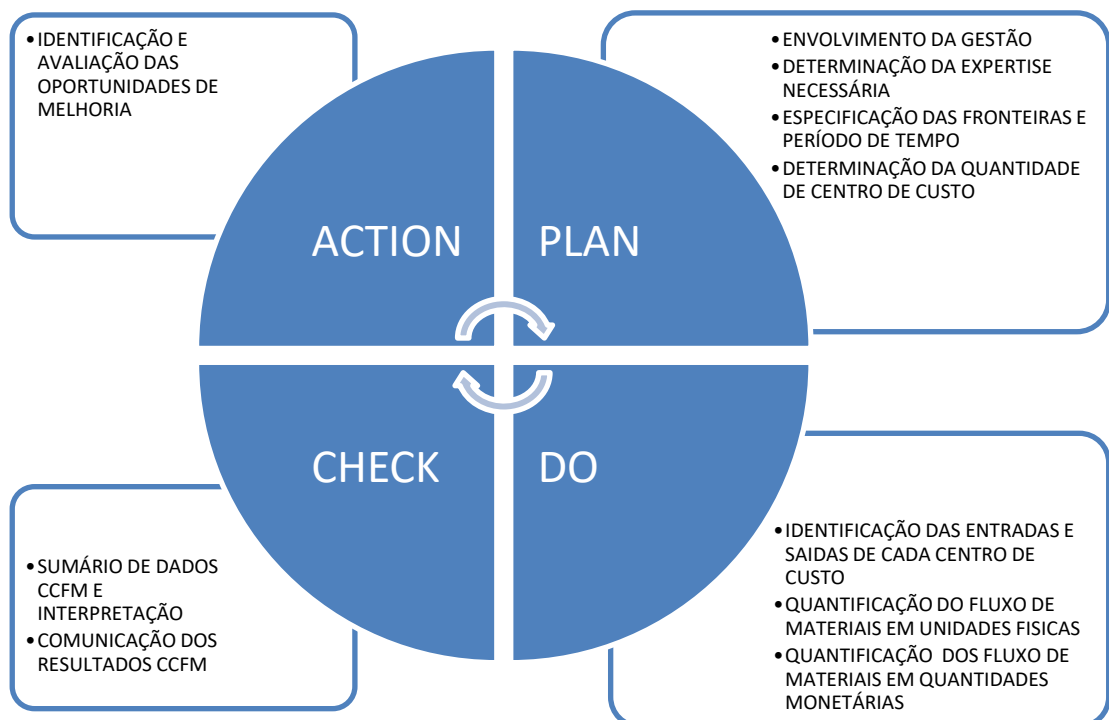 •IDENTIFICAÇÃO E
AVALIAÇÃO DAS
OPORTUNIDADES DE
MELHORIA
•ENVOLVIMENTO DA GESTÃO
•DETERMINAÇÃO DA EXPERTISE
NECESSÁRIA
•ESPECIFICAÇÃO DAS FRONTEIRAS E
PERÍODO DE TEMPO
•DETERMINAÇÃO DA QUANTIDADE
DE CENTRO DE CUSTO
ACTION
PLAN
CHECK
DO
•SUMÁRIO DE DADOS
CCFM E
INTERPRETAÇÃO
•COMUNICAÇÃO DOS
RESULTADOS CCFM
•IDENTIFICAÇÃO DAS ENTRADAS E
SAIDAS DE CADA CENTRO DE
CUSTO
•QUANTIFICAÇÃO DO FLUXO DE
MATERIAIS EM UNIDADES FISICAS
•QUANTIFICAÇÃO DOS FLUXO DE
MATERIAIS EM QUANTIDADES
MONETÁRIAS